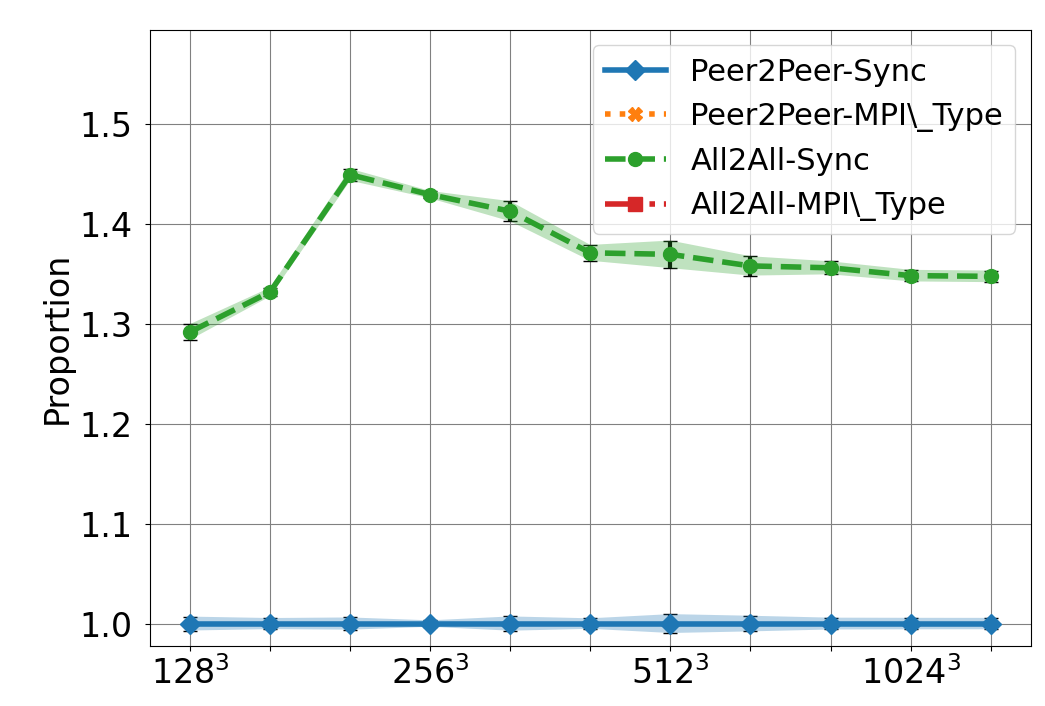 Peer2Peer-Sync
Peer2Peer-MPI\_Type
All2All-Sync
All2All-MPI\_Type
Proportion
1.5
1.4
1.3
1.2
1.1
1.0
128³ 256³ 512³ 1024³